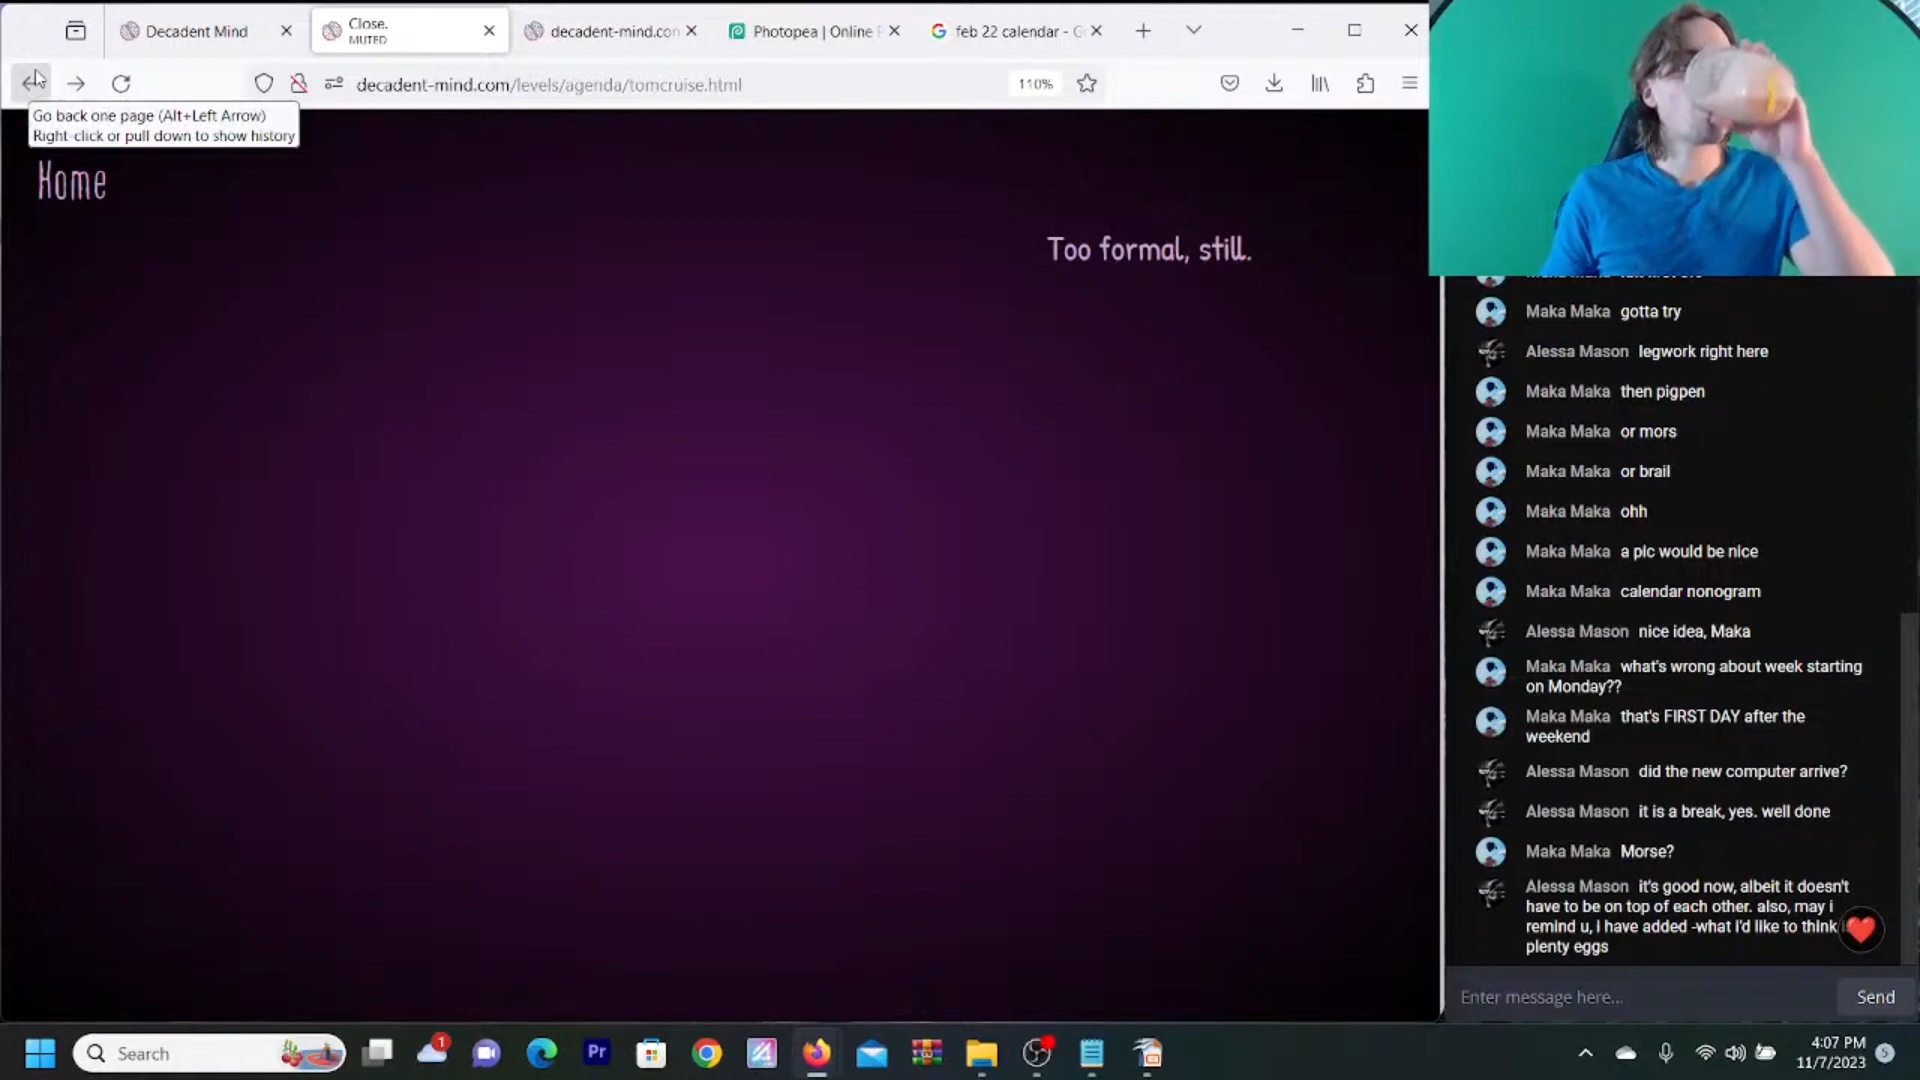 Decadent Mind
Close.
MUTED
decadent-mind.con
Photopea | Online
feb 22 calendar - G
decadent-mind.com/levels/agenda/tomcruise.html
110%
Go back one page (Alt+Left Arrow)
Right-click or pull down to show history
Home
Too formal, still.
Maka Maka gotta try
Alessa Mason legwork right here
Maka Maka then pigpen
Maka Maka or mors
Maka Maka or brail
Maka Maka ohh
Maka Maka a pic would be nice
Maka Maka calendar nonogram
Alessa Mason nice idea, Maka
Maka Maka what's wrong about week starting
on Monday??
Maka Maka that's FIRST DAY after the
weekend
Alessa Mason did the new computer arrive?
Alessa Mason it is a break, yes. well done
Maka Maka Morse?
Alessa Mason it's good now, albeit it doesn't
have to be on top of each other. also, may i
remind u, I have added -what I'd like to think
plenty eggs
Enter message here...
Send
Search
1
Pr
4:07 PM
11/7/2023
5